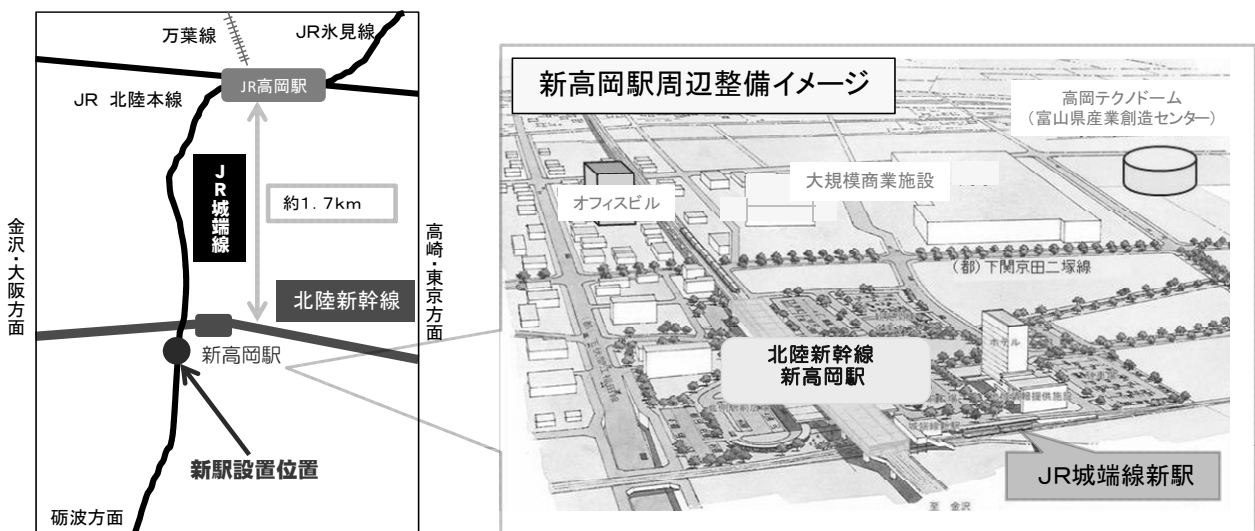 万葉線
JR氷見線
JR高岡駅
JR 北陸本線
JR城端線
約1.7km
金沢・大阪方面
高崎・東京方面
北陸新幹線
新高岡駅
新駅設置位置
砺波方面
新高岡駅周辺整備イメージ
高岡テクノドーム
(富山県産業創造センター)
オフィスビル
大規模商業施設
(都)下関京田二塚線
ホテル
北陸新幹線
新高岡駅
城端線新駅
JR城端線新駅
至 金沢